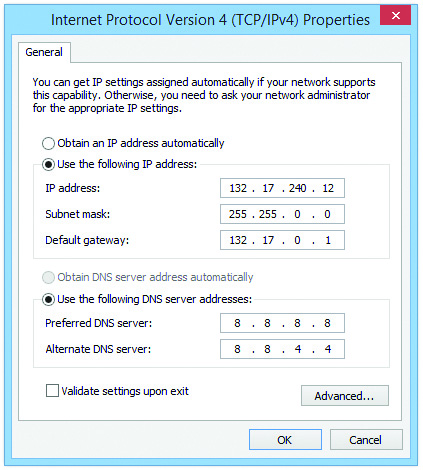 Internet Protocol Version 4 (TCP/IPv4) Properties
General
You can get IP settings assigned automatically if your network supports
this capability. Otherwise, you need to ask your network administrator
for the appropriate IP settings.
Obtain an IP address automatically
Use the following IP address:
IP address: 132 . 17 . 240 . 12
Subnet mask: 255 . 255 . 0 . 0
Default gateway: 132 . 17 . 0 . 1
Obtain DNS server address automatically
Use the following DNS server addresses:
Preferred DNS server: 8 . 8 . 8 . 8
Alternate DNS server: 8 . 8 . 4 . 4
Validate settings upon exit
Advanced...
OK Cancel